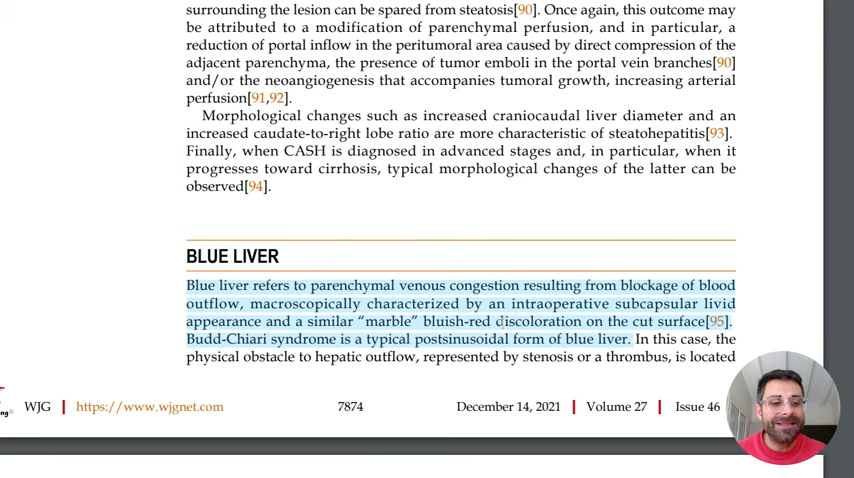 surrounding the lesion can be spared from steatosis[90]. Once again, this outcome may
be attributed to a modification of parenchymal perfusion, and in particular, a
reduction of portal inflow in the peritumoral area caused by direct compression of the
adjacent parenchyma, the presence of tumor emboli in the portal vein branches[90]
and/or the neoangiogenesis that accompanies tumoral growth, increasing arterial
perfusion[91,92].
Morphological changes such as increased craniocaudal liver diameter and an
increased caudate-to-right lobe ratio are more characteristic of steatohepatitis[93].
Finally, when CASH is diagnosed in advanced stages and, in particular, when it
progresses toward cirrhosis, typical morphological changes of the latter can be
observed[94].
BLUE LIVER
Blue liver refers to parenchymal venous congestion resulting from blockage of blood
outflow, macroscopically characterized by an intraoperative subcapsular livid
appearance and a similar “marble” bluish-red discoloration on the cut surface[95].
Budd-Chiari syndrome is a typical postsinusoidal form of blue liver. In this case, the
physical obstacle to hepatic outflow, represented by stenosis or a thrombus, is located
WJG | https://www.wjgnet.com 7874 December 14, 2021 | Volume 27 | Issue 46